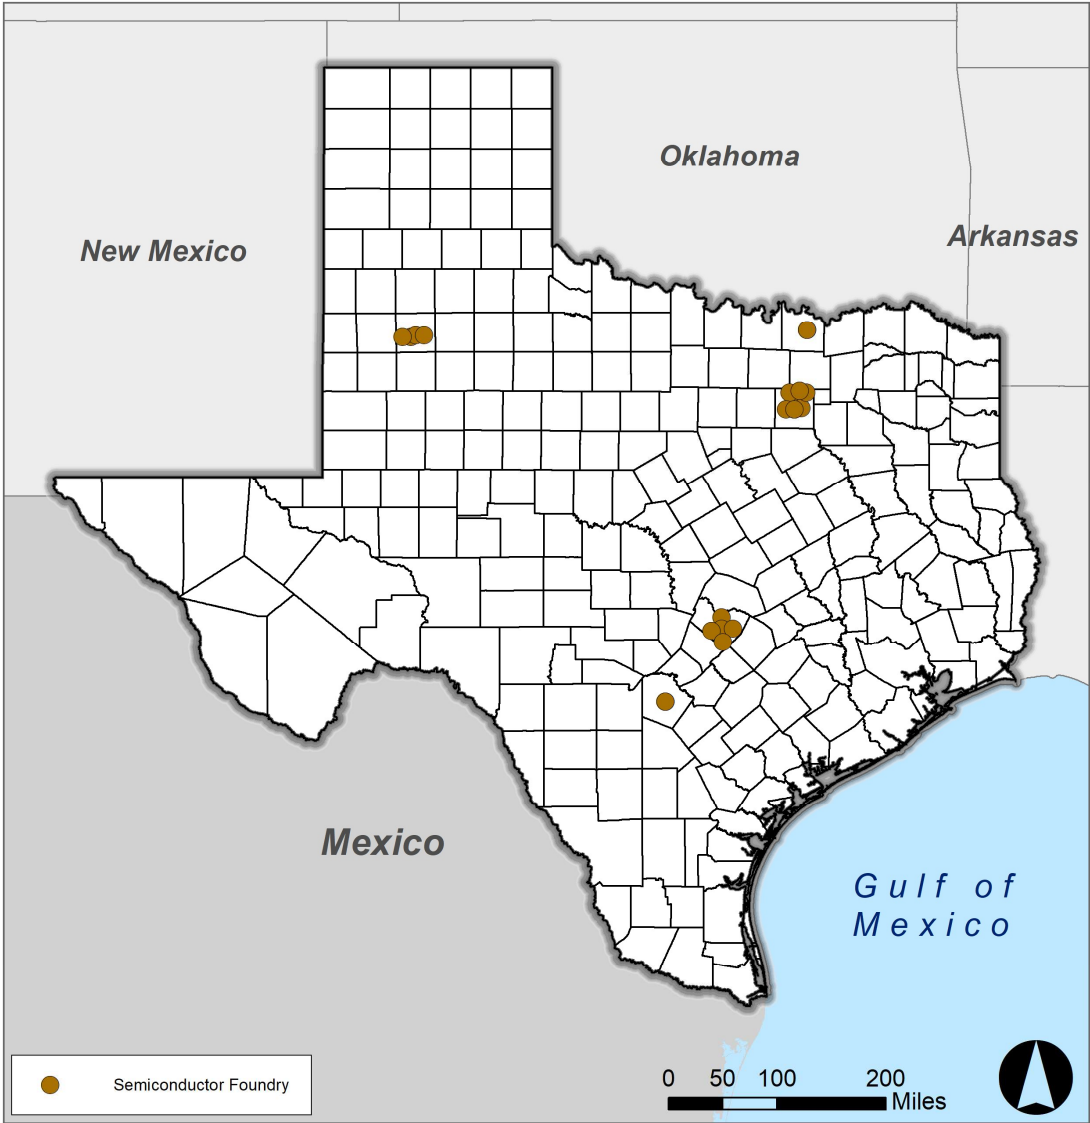 Oklahoma
Arkansas
New Mexico
Mexico
Gulf of
Mexico
Semiconductor Foundry
0 50 100 200
Miles